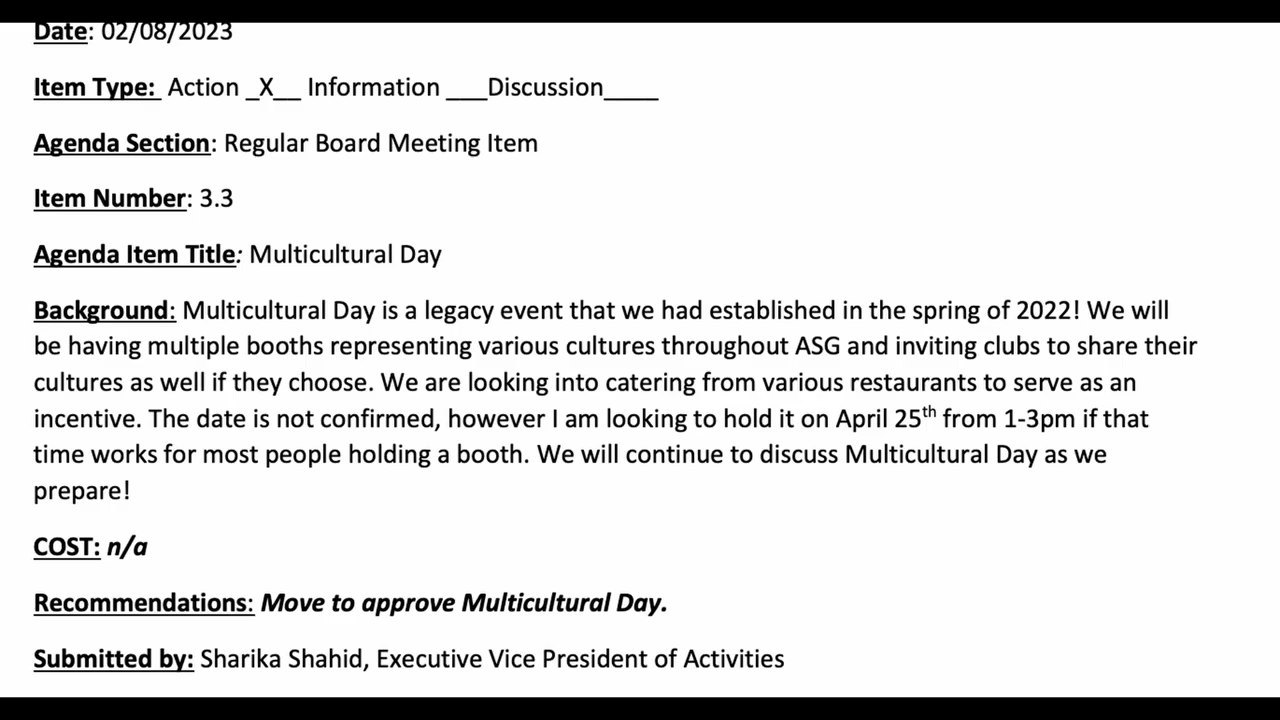 Date: 02/08/2023
Item Type: Action _X__ Information ___Discussion____
Agenda Section: Regular Board Meeting Item
Item Number: 3.3
Agenda Item Title: Multicultural Day
Background: Multicultural Day is a legacy event that we had established in the spring of 2022! We will
be having multiple booths representing various cultures throughout ASG and inviting clubs to share their
cultures as well if they choose. We are looking into catering from various restaurants to serve as an
incentive. The date is not confirmed, however I am looking to hold it on April 25th from 1-3pm if that
time works for most people holding a booth. We will continue to discuss Multicultural Day as we
prepare!
COST: n/a
Recommendations: Move to approve Multicultural Day.
Submitted by: Sharika Shahid, Executive Vice President of Activities